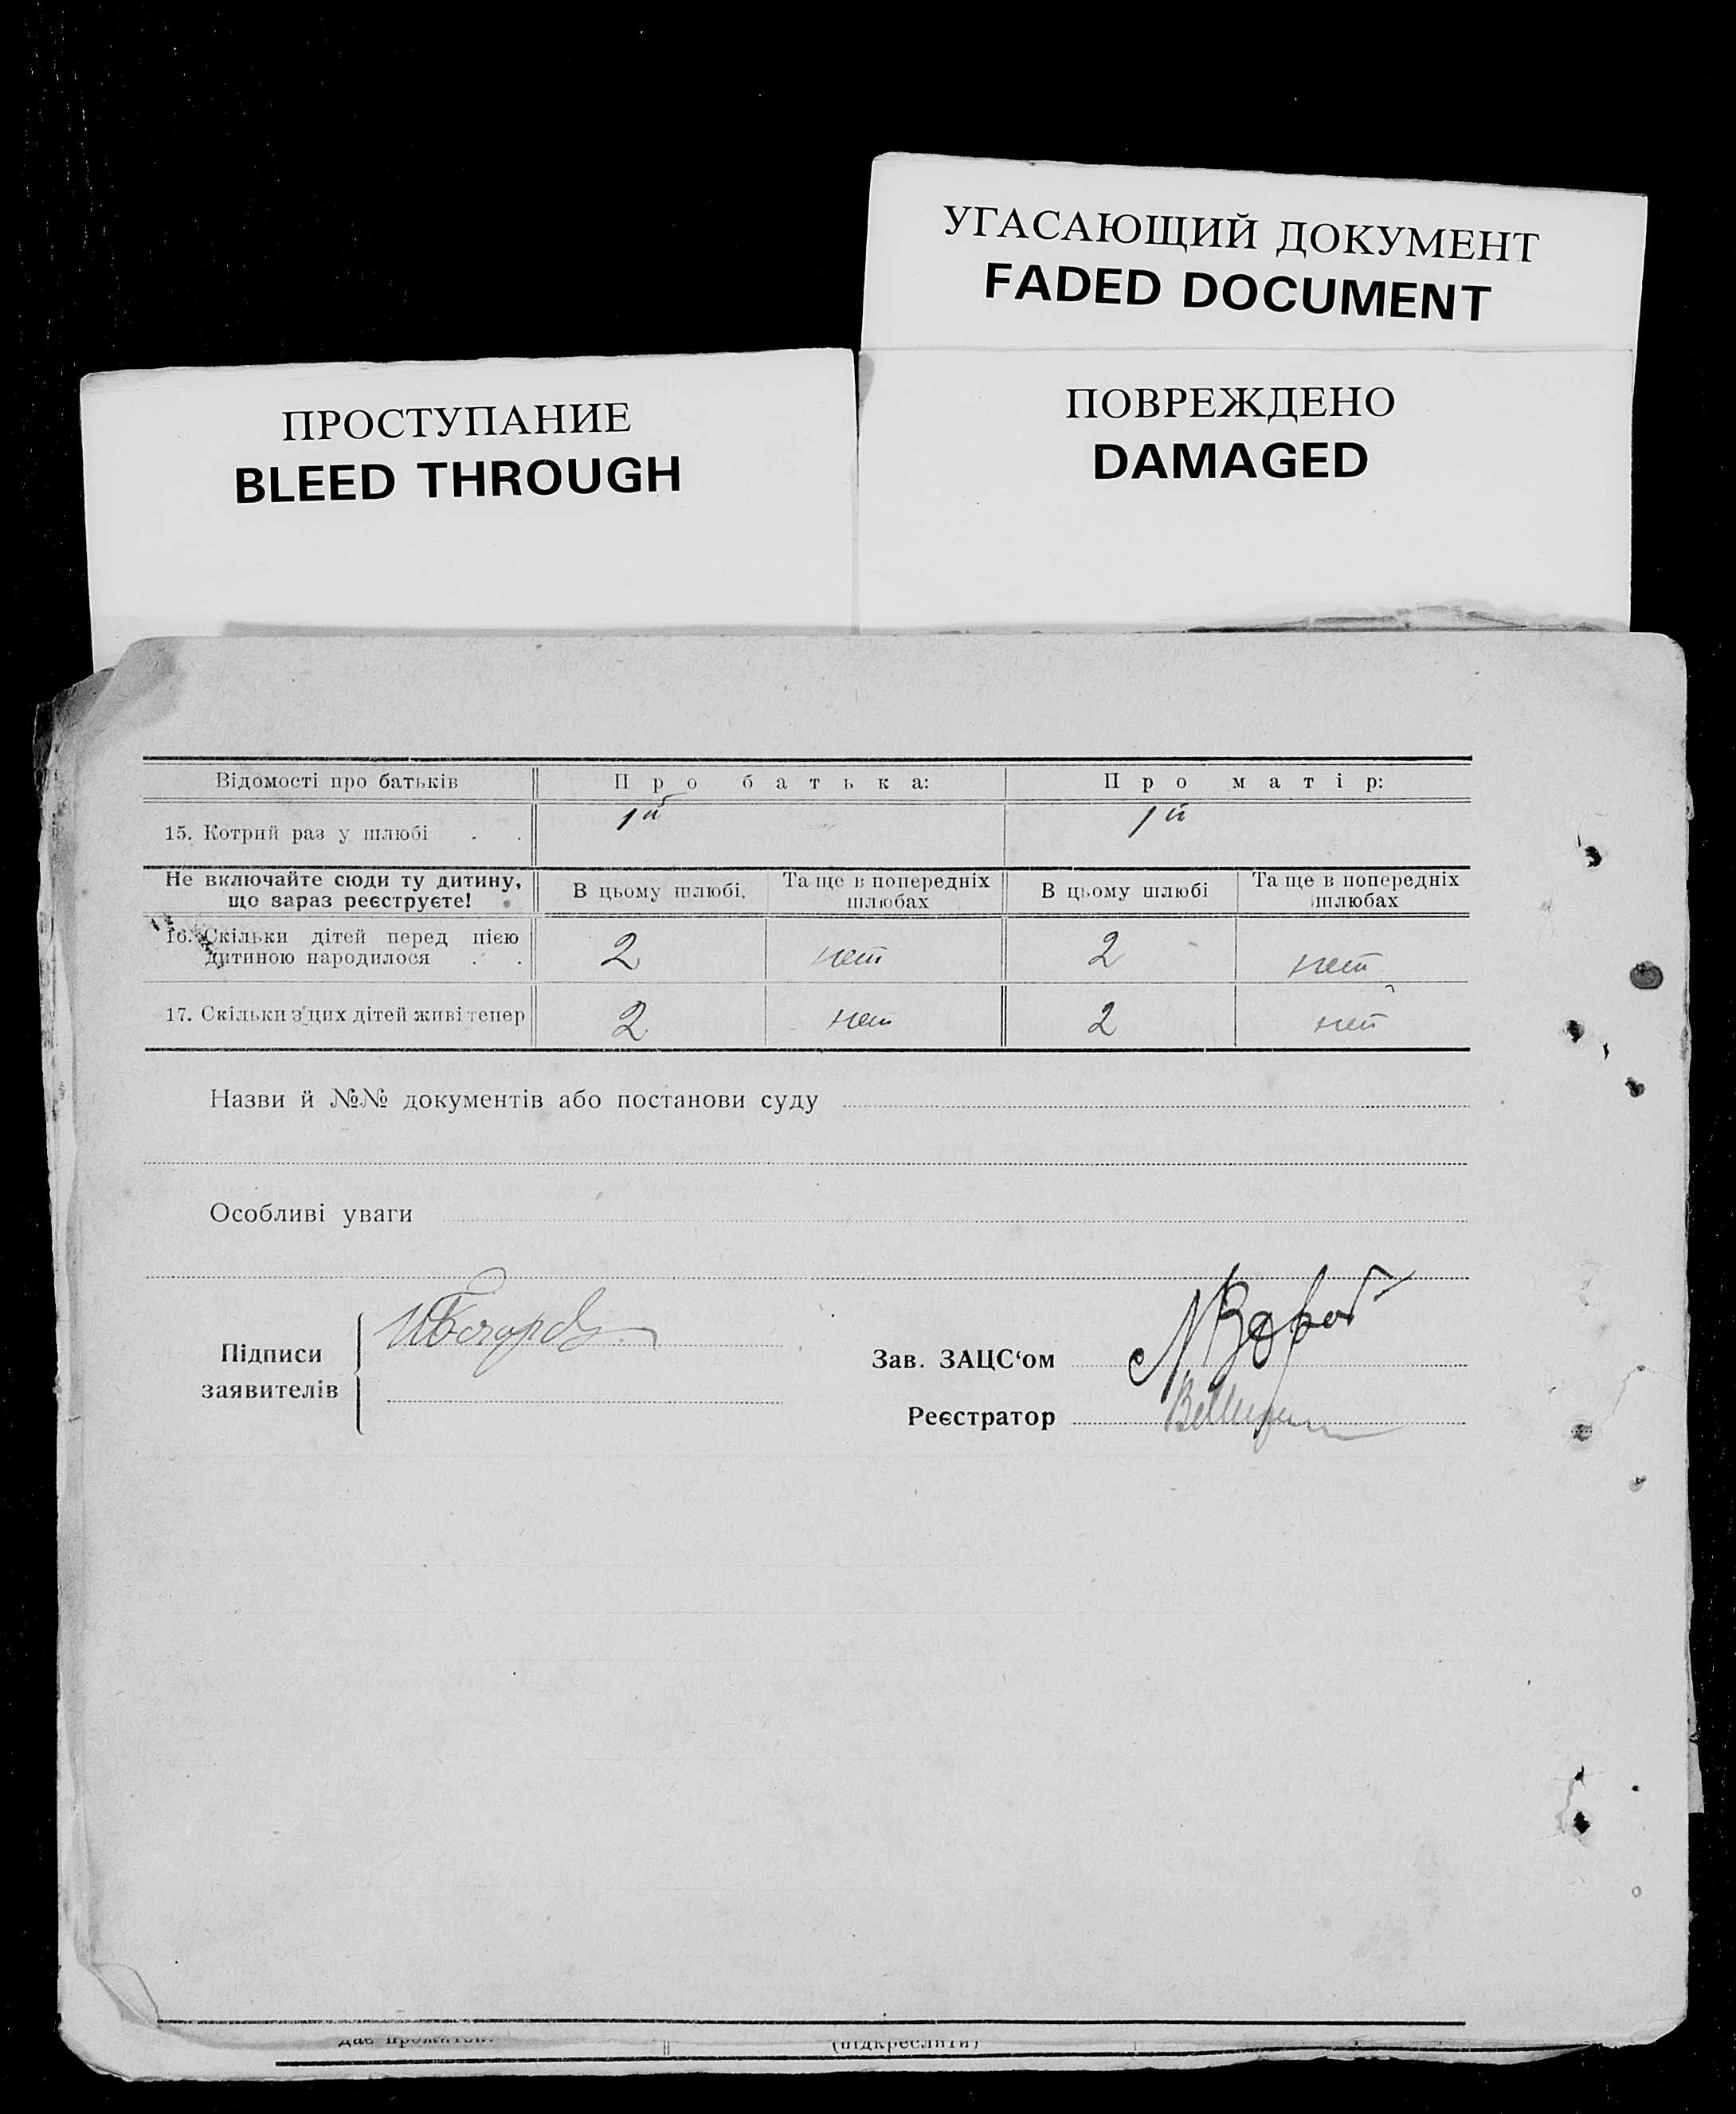 УГАСАЮЩИЙ ДОКУМЕНТ
FADED DOCUMENT
ПРОСТУПАНИЕ
BLEED THROUGH
ПОВРЕЖДЕНО
DAMAGED
Відомості про батьків Про батька: Про матір:
15. Котрий раз у шлюбі . . 1й 1й
Не включайте сюди ту дитину, що зараз реєструєте! В цьому шлюбі, Та ще в попередніх шлюбах В цьому шлюбі Та ще в попередніх шлюбах
16. Скільки дітей перед цією дитиною народилося . . 2 нет 2 нет
17. Скільки з цих дітей живі тепер 2 нет 2 нет
Назви й №№ документів або постанови суду
Особливі уваги
Підписи заявителів
Зав. ЗАЦС‘ом
Реєстратор
дає прожиток:
(підкреслити)